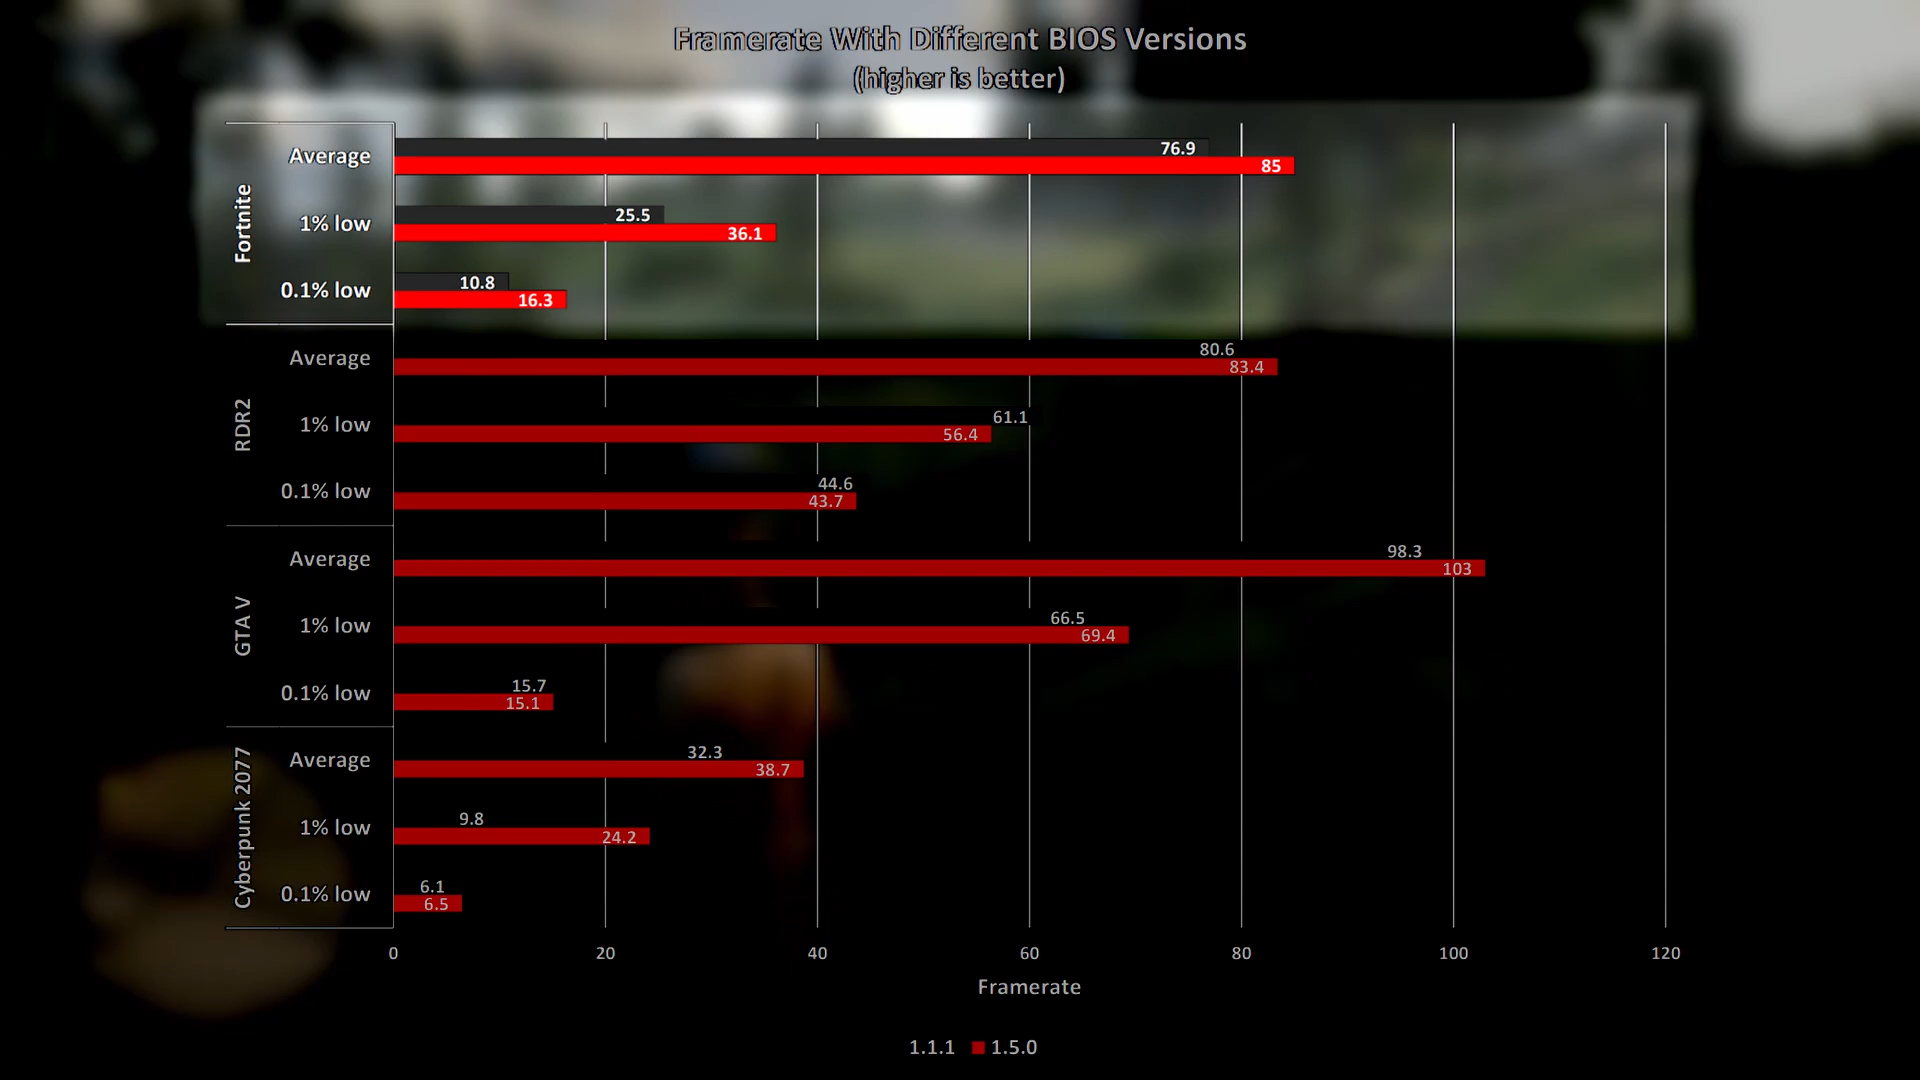 Framerate With Different BIOS Versions
(higher is better)
Fortnite
Average
76.9
85
1% low
25.5
36.1
0.1% low
10.8
16.3
RDR2
Average
80.6
83.4
1% low
61.1
56.4
0.1% low
44.6
43.7
GTA V
Average
98.3
103
1% low
66.5
69.4
0.1% low
15.7
15.1
Cyberpunk 2077
Average
32.3
38.7
1% low
9.8
24.2
0.1% low
6.1
6.5
0 20 40 60 80 100 120
Framerate
1.1.1 1.5.0